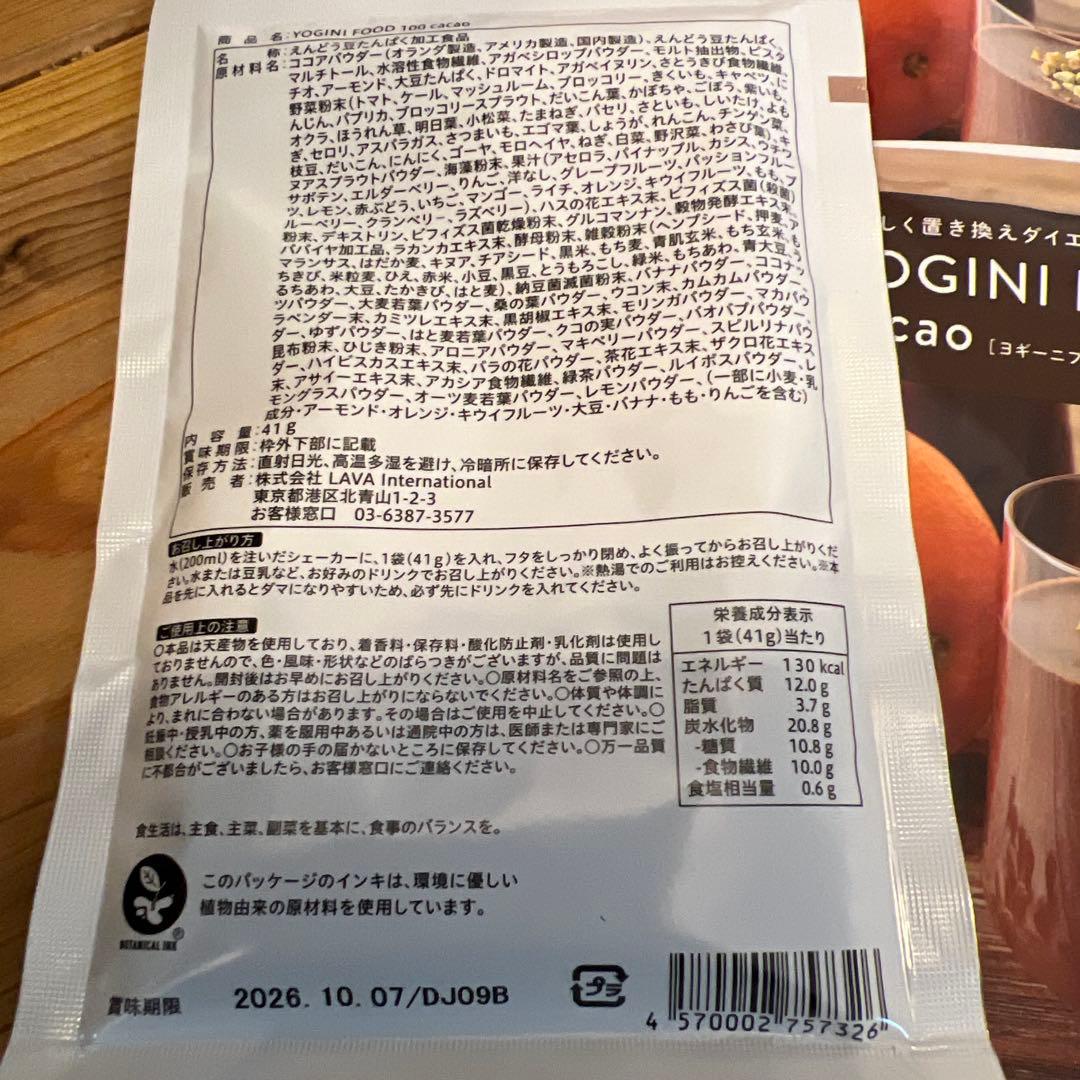 商品名:YOGINI FOOD 100 cacao
名称:えんどう豆たんぱく加工食品
原材料名:えんどう豆たんぱく(オランダ製造、アメリカ製造、国内製造)、えんどう豆たんぱく、
ココアパウダー、水溶性食物繊維、アガベシロップパウダー、モルト抽出物、ピスタ
マルチトール、
チオ、アーモンド、大豆たんぱく、ドロマイト、アガベイヌリン、さとうきび食物繊維、
野菜粉末(トマト、ケール、マッシュルーム、ブロッコリー、きくいも、キャベツ、に
んじん、パプリカ、ブロッコリースプラウト、だいこん葉、かぼちゃ、ごぼう、紫いも、
オクラ、ほうれん草、明日葉、小松菜、たまねぎ、パセリ、さといも、しいたけ、よも
ぎ、セロリ、アスパラガス、さつまいも、エゴマ葉、しょうが、れんこん、チンゲン菜、
枝豆、だいこん、にんにく、ゴーヤ、モロヘイヤ、ねぎ、白菜、野沢菜、わさび葉)、キ
ヌアスプラウトパウダー、海藻粉末、果汁(アセロラ、パイナップル、カシス、ウチワ
サボテン、エルダーベリー、りんご、洋なし、グレープフルーツ、パッションフルー
ツ、レモン、赤ぶどう、いちご、マンゴー、ライチ、オレンジ、キウイフルーツ、もも、ブ
ルーベリー、クランベリー、ラズベリー)、ハスの花エキス末、ビフィズス菌(殺菌)
粉末、デキストリン、ビフィズス菌乾燥粉末、グルコマンナン、穀物発酵エキス末、
パパイヤ加工品、ラカンカエキス末、酵母粉末、雑穀粉末(ヘンプシード、押麦、ア
マランサス、はだか麦、キヌア、チアシード、黒米、もち麦、青肌玄米、もち玄米、も
ちきび、米粒麦、ひえ、赤米、小豆、黒豆、とうもろこし、緑米、もちあわ、青大豆、う
るちあわ、大豆、たかきび、はと麦)、納豆菌滅菌粉末、バナナパウダー、ココナッ
ツパウダー、大麦若葉パウダー、桑の葉パウダー、ウコン末、カムカムパウダー、
ラベンダー末、カミツレエキス末、黒胡椒エキス末、モリンガパウダー、マカパウ
ダー、ゆずパウダー、はと麦若葉パウダー、クコの実パウダー、バオバブパウダー、
昆布粉末、ひじき粉末、アロニアパウダー、マキベリーパウダー、スピルリナパウ
ダー、ハイビスカスエキス末、バラの花パウダー、茶花エキス末、ザクロ花エキス
末、アサイーエキス末、アカシア食物繊維、緑茶パウダー、ルイボスパウダー、レ
モングラスパウダー、オーツ麦若葉パウダー、レモンパウダー、(一部に小麦・乳
成分・アーモンド・オレンジ・キウイフルーツ・大豆・バナナ・もも・りんごを含む)
内容量:41g
賞味期限:枠外下部に記載
保存方法:直射日光、高温多湿を避け、冷暗所に保存してください。
販売者:株式会社 LAVA International
東京都港区北青山1-2-3
お客様窓口 03-6387-3577
お召し上がり方
水(200ml)を注いだシェーカーに、1袋(41g)を入れ、フタをしっかり閉め、よく振ってからお召し上がりくだ
さい。水または豆乳など、お好みのドリンクでお召し上がりください。※熱湯でのご利用はお控えください。※本
品を先に入れるとダマになりやすいため、必ず先にドリンクを入れてください。
ご使用上の注意
○本品は天産物を使用しており、着香料・保存料・酸化防止剤・乳化剤は使用し
ておりませんので、色・風味・形状などのばらつきがございますが、品質に問題は
ありません。開封後はお早めにお召し上がりください。○原材料名をご参照の上、
食物アレルギーのある方はお召し上がりにならないでください。○体質や体調に
より、まれに合わない場合があります。その場合はご使用を中止してください。○
妊娠中・授乳中の方、薬を服用中あるいは通院中の方は、医師または専門家にご
相談ください。○お子様の手の届かないところに保存してください。○万一品質
に不都合がございましたら、お客様窓口にご連絡ください。
栄養成分表示
1袋(41g)当たり
エネルギー 130 kcal
たんぱく質 12.0g
脂質 3.7g
炭水化物 20.8g
-糖質 10.8g
-食物繊維 10.0g
食塩相当量 0.6g
食生活は、主食、主菜、副菜を基本に、食事のバランスを。
このパッケージのインキは、環境に優しい
植物由来の原材料を使用しています。
BOTANICAL INK
®
賞味期限 2026.10.07/DJ09B
プラ
4 570002 757326
しく置き換えダイエ
OGINI
cao [ヨギーニフ